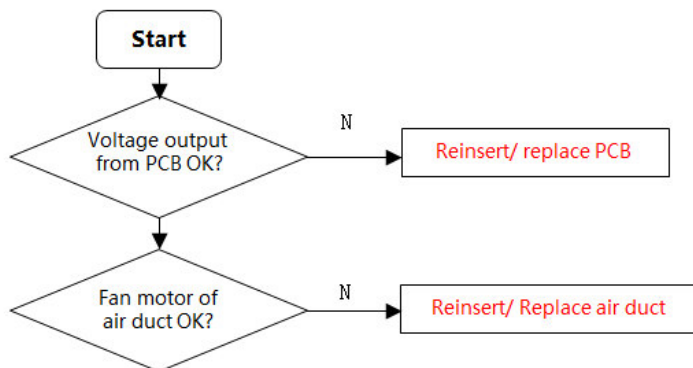 Start
Voltage output
from PCB OK?
N
Reinsert/ replace PCB
Fan motor of
air duct OK?
N
Reinsert/ Replace air duct